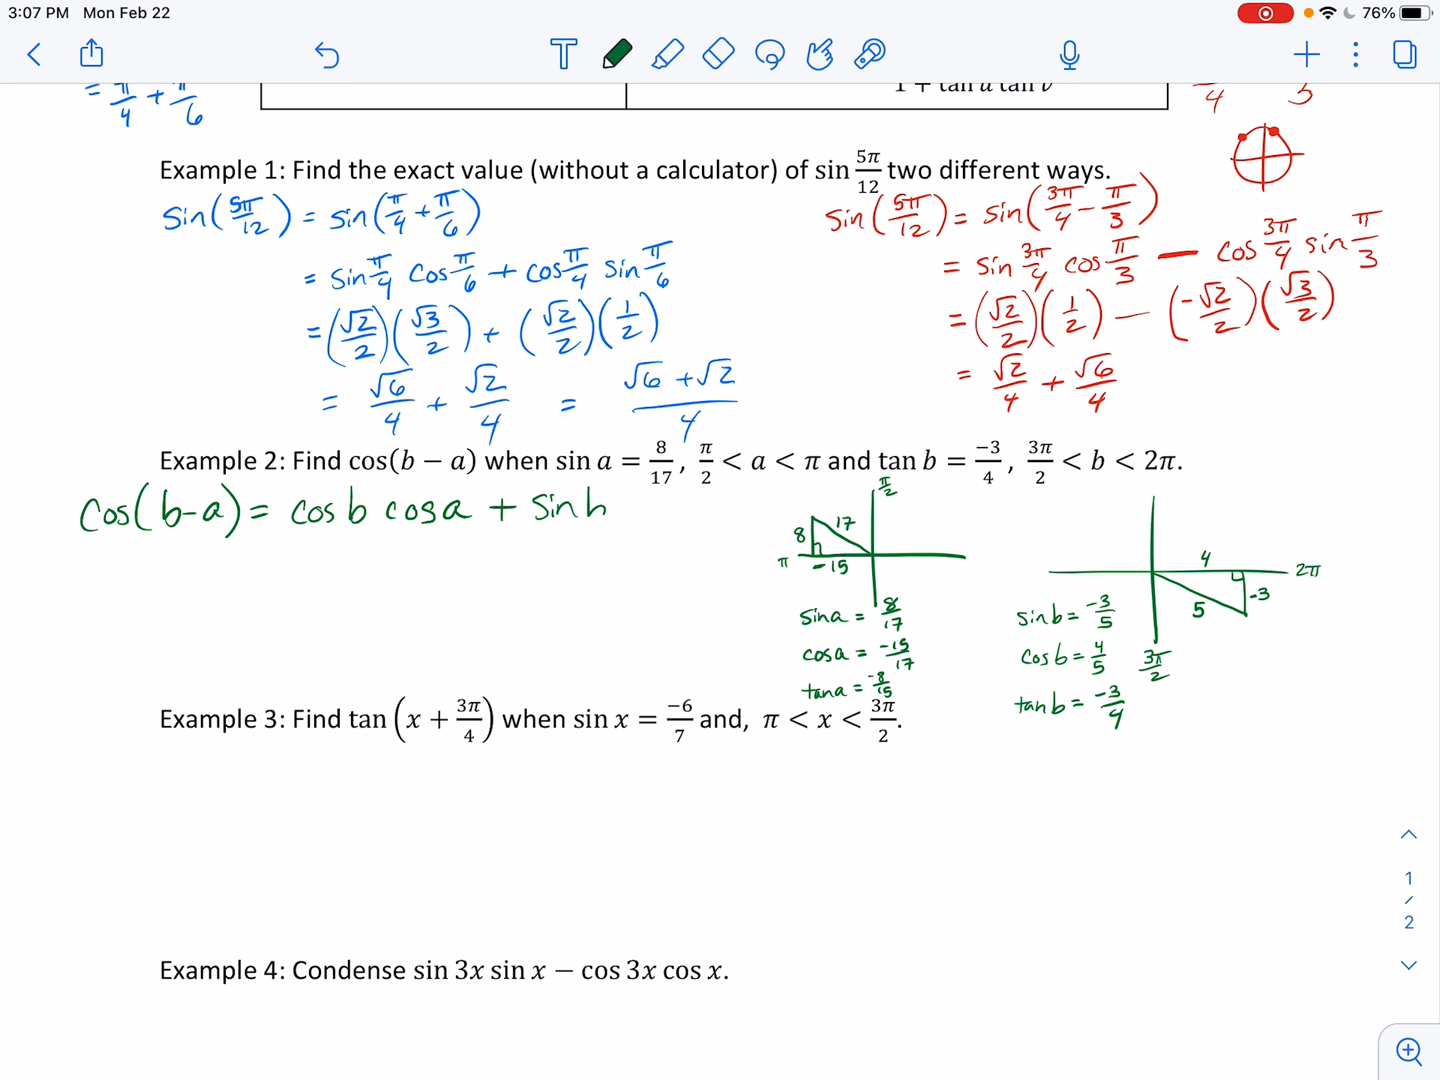 3:07 PM Mon Feb 22
76%
= π/4 + π/6
1 + tan u tan v
Example 1: Find the exact value (without a calculator) of sin 5π/12 two different ways.
sin(5π/12) = sin(π/4 + π/6)
= sin π/4 cos π/6 + cos π/4 sin π/6
= (√2/2)(√3/2) + (√2/2)(1/2)
= √6/4 + √2/4 = √6 + √2/4
sin(5π/12) = sin(3π/4 − π/3)
= sin 3π/4 cos π/3 − cos 3π/4 sin π/3
= (√2/2)(1/2) − (-√2/2)(√3/2)
= √2/4 + √6/4
Example 2: Find cos(b − a) when sin a = 8/17, π/2 < a < π and tan b = −3/4, 3π/2 < b < 2π.
cos(b-a) = cos b cos a + sin b
π/2
8 17
π -15
sin a = 8/17
cos a = -15/17
tan a = -8/15
4 2π
5 -3
3π/2
sin b = -3/5
cos b = 4/5
tan b = -3/4
Example 3: Find tan (x + 3π/4) when sin x = −6/7 and, π < x < 3π/2.
Example 4: Condense sin 3x sin x − cos 3x cos x.
1
/
2